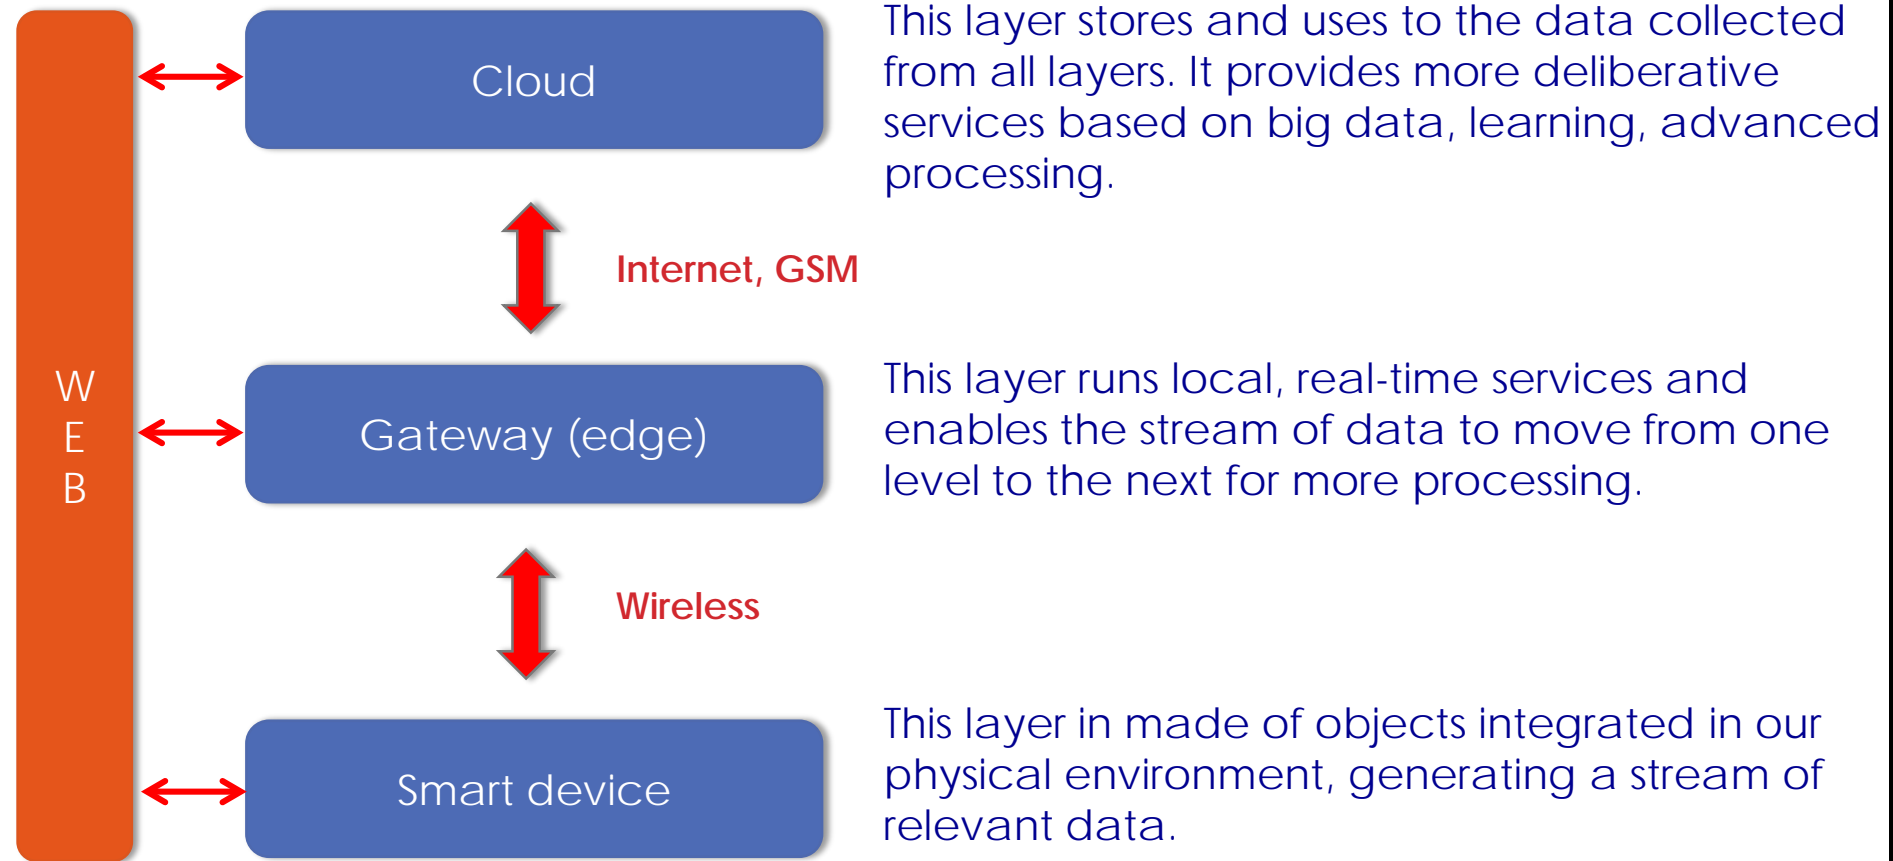 This layer stores and uses to the data collected
from all layers. It provides more deliberative
services based on big data, learning, advanced
processing.
Cloud
Internet, GSM
W
E
B
Gateway (edge)
This layer runs local, real-time services and
enables the stream of data to move from one
level to the next for more processing.
Wireless
Smart device
This layer in made of objects integrated in our
physical environment, generating a stream of
relevant data.